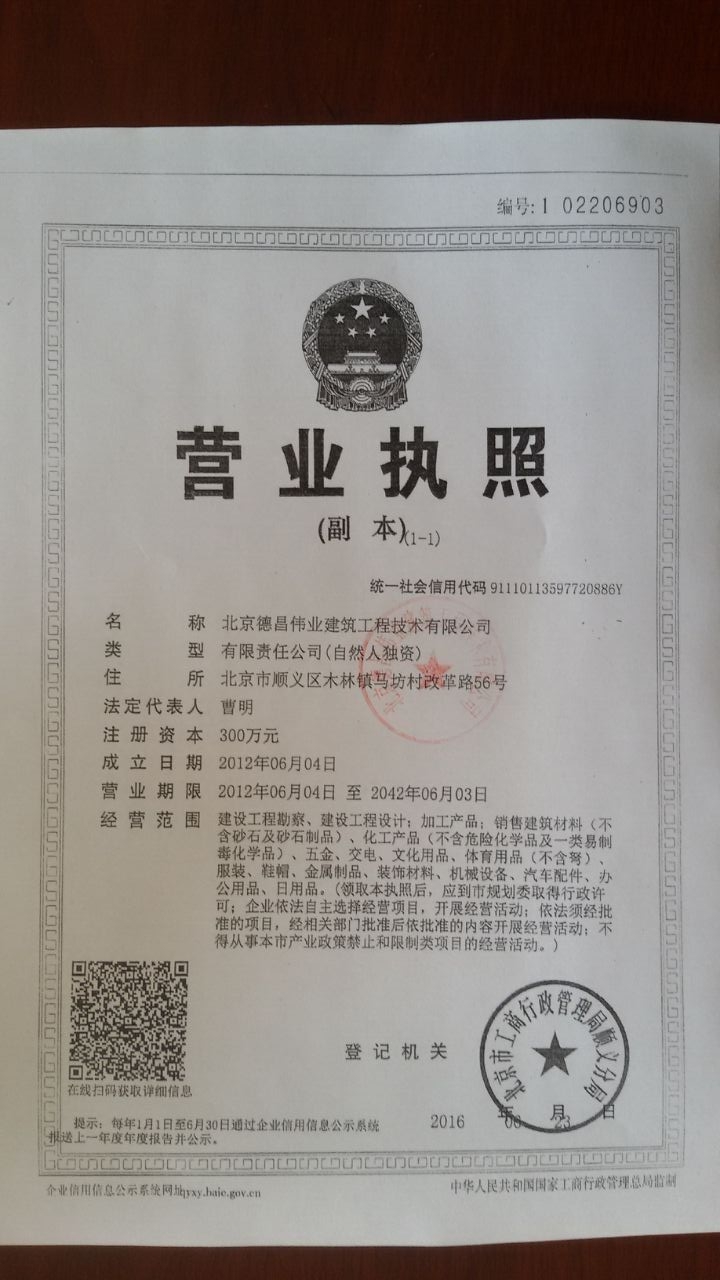 编号:1 02206903
营业执照
(副 本)(1-1)
统一社会信用代码 91110113597720886Y
名 称 北京德昌伟业建筑工程技术有限公司
类 型 有限责任公司(自然人独资)
住 所 北京市顺义区木林镇马坊村改革路56号
法定代表人 曹明
注册资本 300万元
成立日期 2012年06月04日
营业期限 2012年06月04日 至 2042年06月03日
经营范围 建设工程勘察、建设工程设计；加工产品；销售建筑材料（不
含砂石及砂石制品）、化工产品（不含危险化学品及一类易制
毒化学品）、五金、交电、文化用品、体育用品（不含弩）、
服装、鞋帽、金属制品、装饰材料、机械设备、汽车配件、办
公用品、日用品。（领取本执照后，应到市规划委取得行政许
可；企业依法自主选择经营项目，开展经营活动；依法须经批
准的项目，经相关部门批准后依批准的内容开展经营活动；不
得从事本市产业政策禁止和限制类项目的经营活动。）
在线扫码获取详细信息
登记机关
北京市工商行政管理局顺义分局
提示：每年1月1日至6月30日通过企业信用信息公示系统
报送上一年度年度报告并公示。
2016 年 月 23 日
企业信用信息公示系统网址qyxy.baic.gov.cn
中华人民共和国国家工商行政管理总局监制